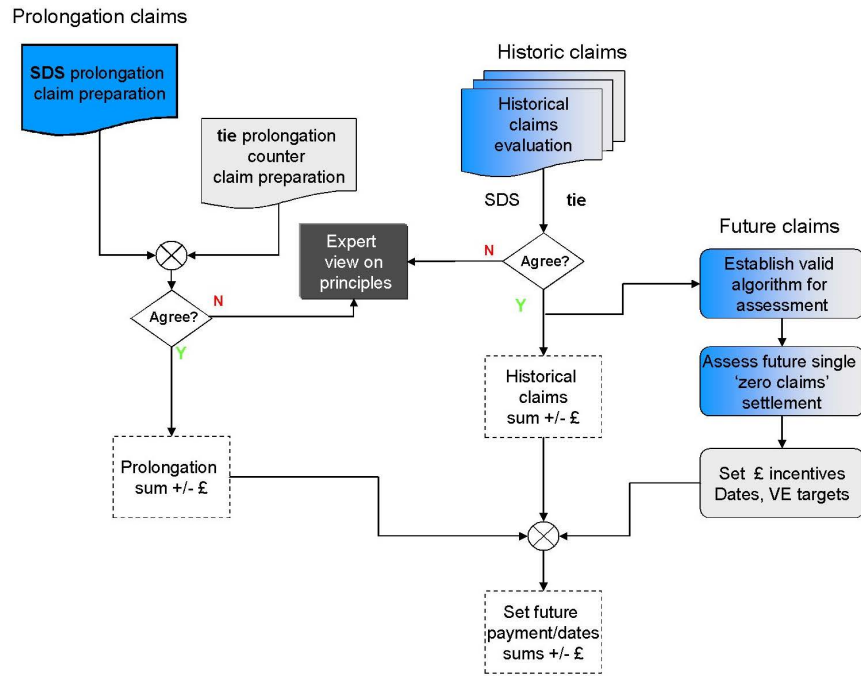 Prolongation claims
SDS prolongation
claim preparation
tie prolongation
counter
claim preparation
Agree?
N
Y
Prolongation
sum +/- £
Expert
view on
principles
Historic claims
Historical
claims
evaluation
SDS
tie
Agree?
N
Y
Historical
claims
sum +/- £
Future claims
Establish valid
algorithm for
assessment
Assess future single
‘zero claims’
settlement
Set £ incentives
Dates, VE targets
Set future
payment/dates
sums +/- £